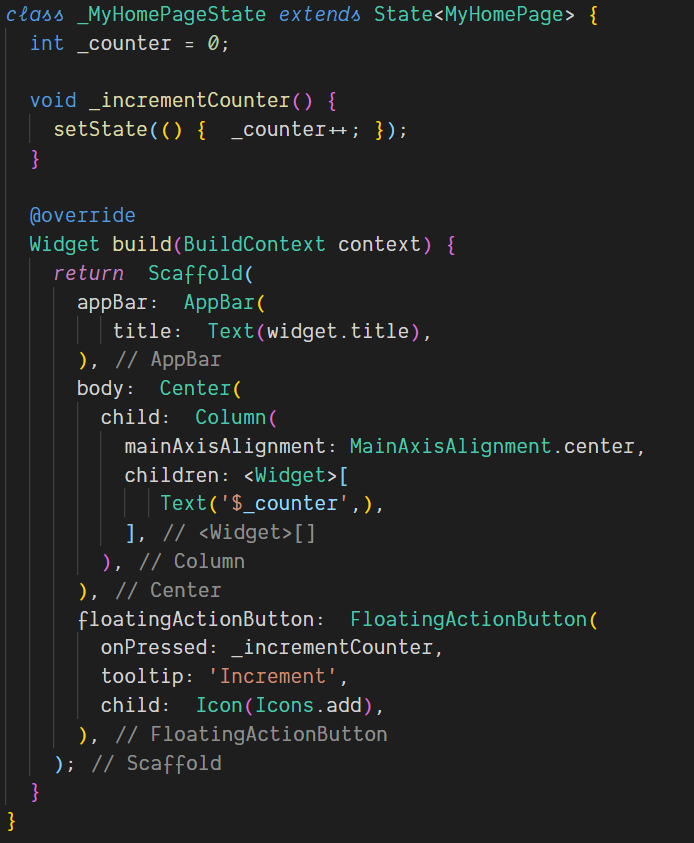 class _MyHomePageState extends State<MyHomePage> {
int _counter = 0;
void _incrementCounter() {
setState(() { _counter++; });
}
@override
Widget build(BuildContext context) {
return Scaffold(
appBar: AppBar(
title: Text(widget.title),
), // AppBar
body: Center(
child: Column(
mainAxisAlignment: MainAxisAlignment.center,
children: <Widget>[
Text('$_counter',),
], // <Widget>[]
), // Column
), // Center
floatingActionButton: FloatingActionButton(
onPressed: _incrementCounter,
tooltip: 'Increment',
child: Icon(Icons.add),
), // FloatingActionButton
); // Scaffold
}
}